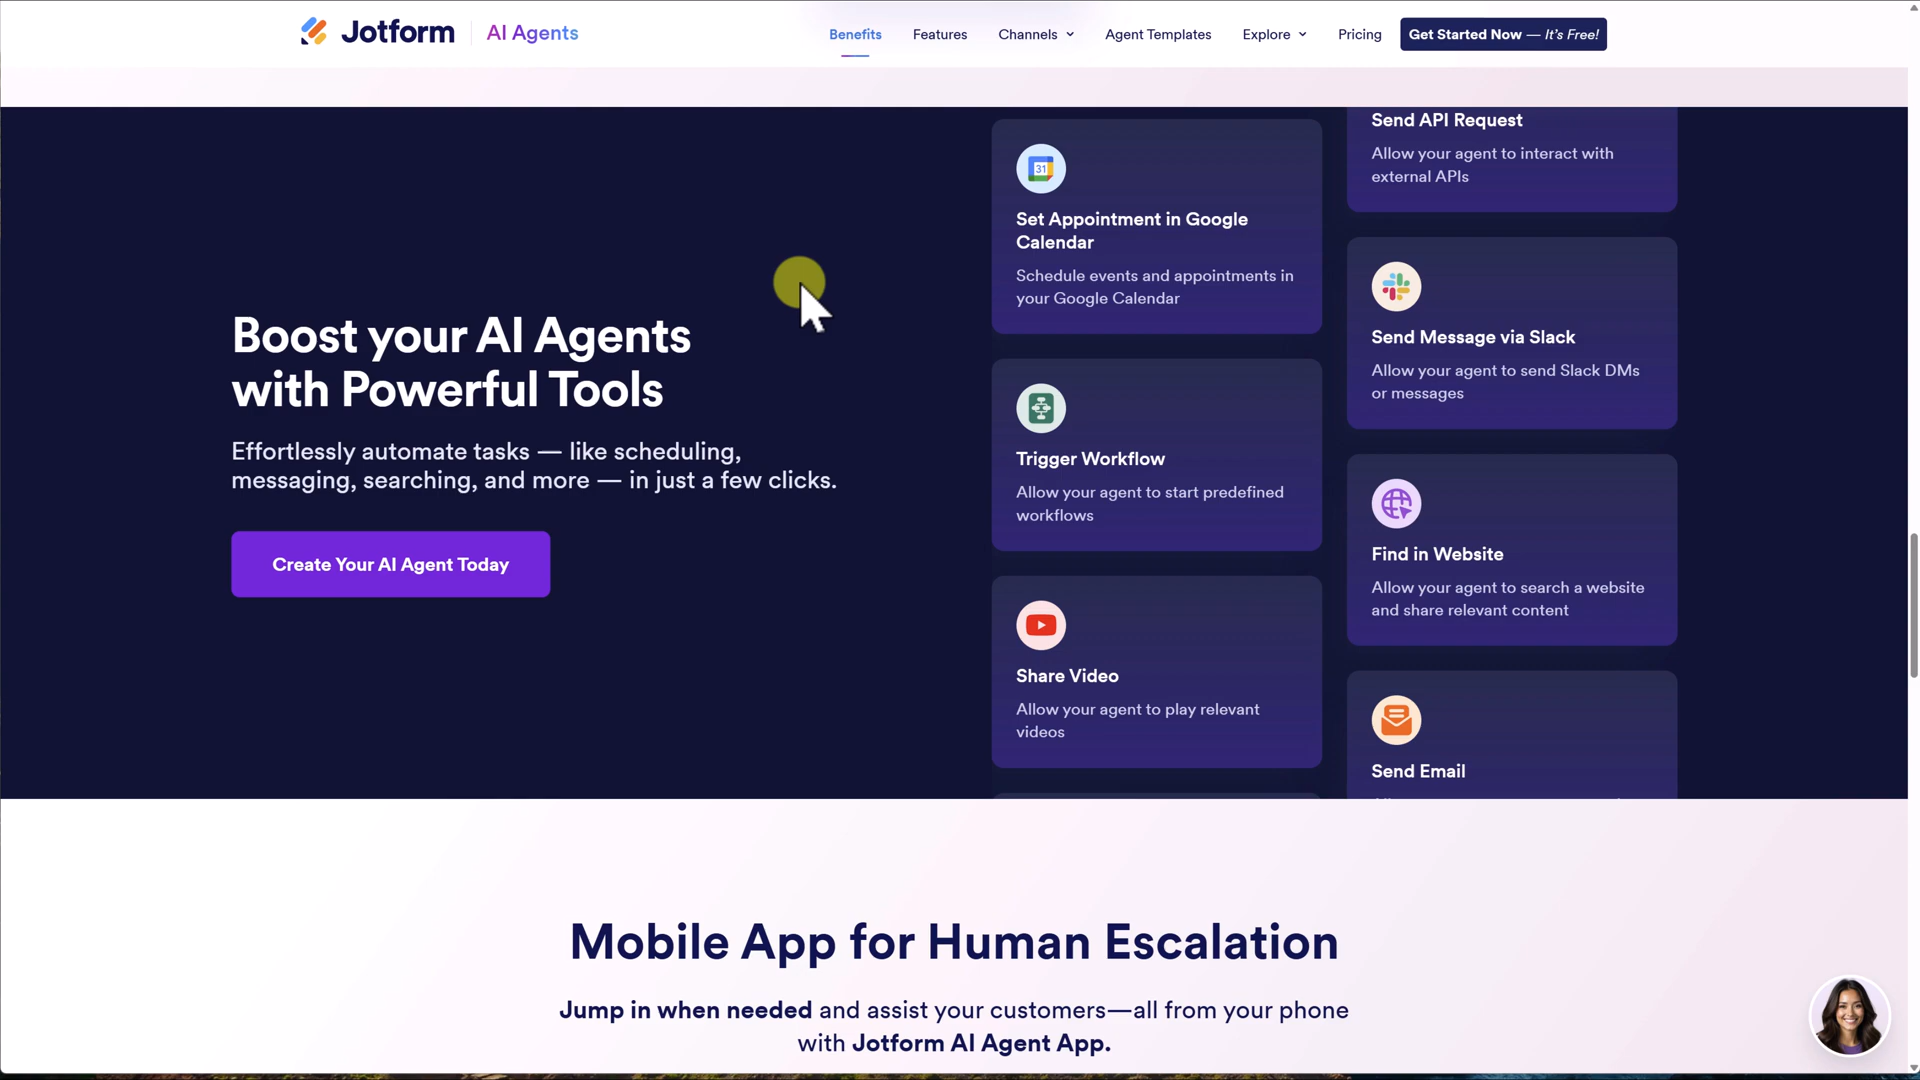 Jotform
AI Agents
Benefits
Features
Channels
Agent Templates
Explore
Pricing
Get Started Now — It's Free!
Boost your AI Agents
with Powerful Tools
Effortlessly automate tasks — like scheduling,
messaging, searching, and more — in just a few clicks.
Create Your AI Agent Today
31
Set Appointment in Google
Calendar
Schedule events and appointments in
your Google Calendar
Trigger Workflow
Allow your agent to start predefined
workflows
Share Video
Allow your agent to play relevant
videos
Send API Request
Allow your agent to interact with
external APIs
Send Message via Slack
Allow your agent to send Slack DMs
or messages
Find in Website
Allow your agent to search a website
and share relevant content
Send Email
Mobile App for Human Escalation
Jump in when needed and assist your customers—all from your phone
with Jotform AI Agent App.